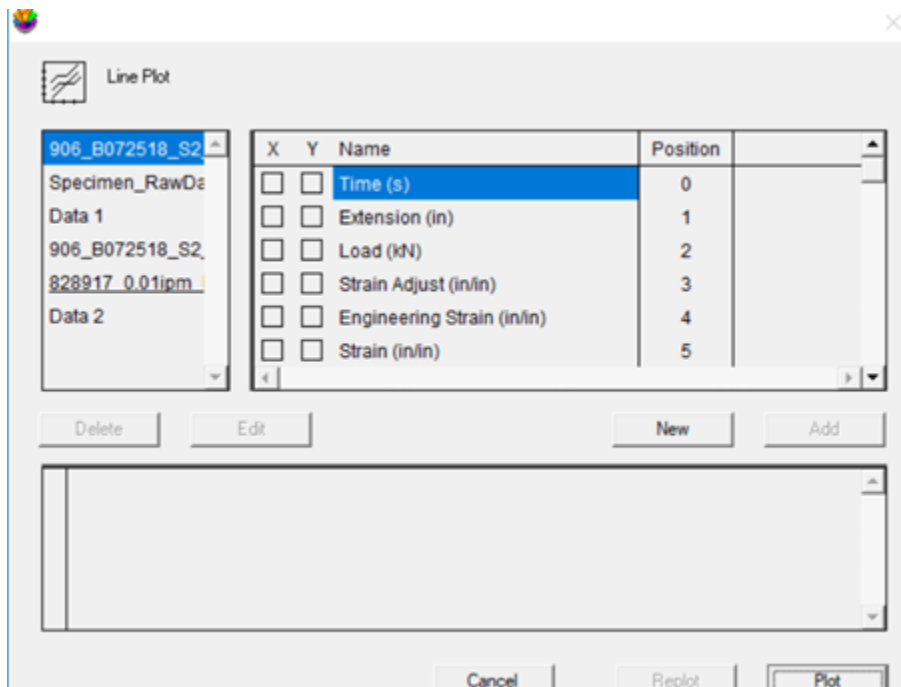 Line Plot
906_B072518_S2_
Specimen_RawDa
Data 1
906_B072518_S2_
828917_0.01ipm_
Data 2
X Y Name Position
Time (s) 0
Extension (in) 1
Load (kN) 2
Strain Adjust (in/in) 3
Engineering Strain (in/in) 4
Strain (in/in) 5
Delete Edit New Add
Cancel Replot Plot